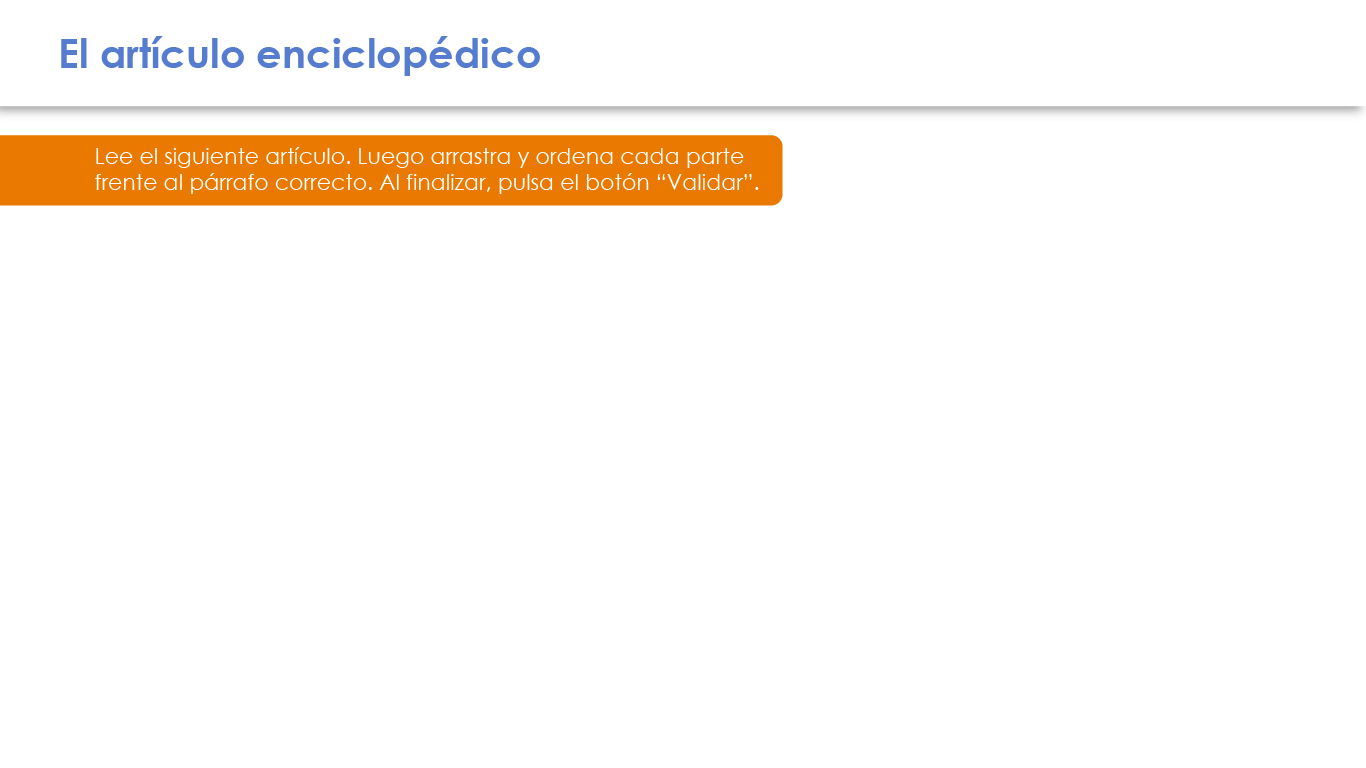 El artículo enciclopédico
Lee el siguiente artículo. Luego arrastra y ordena cada parte
frente al párrafo correcto. Al finalizar, pulsa el botón “Validar”.